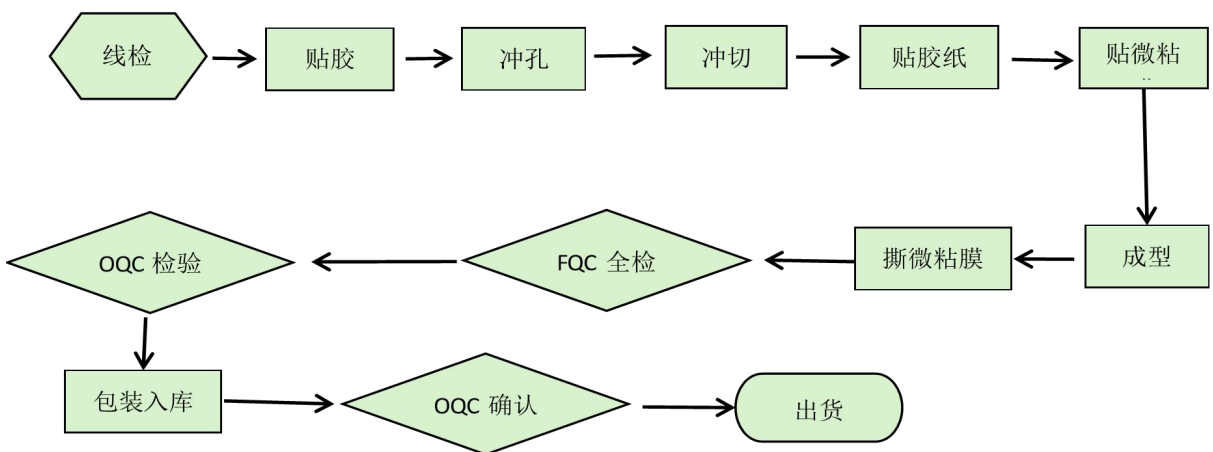 线检
贴胶
冲孔
冲切
贴胶纸
贴微粘
成型
撕微粘膜
FQC 全检
OQC 检验
包装入库
OQC 确认
出货